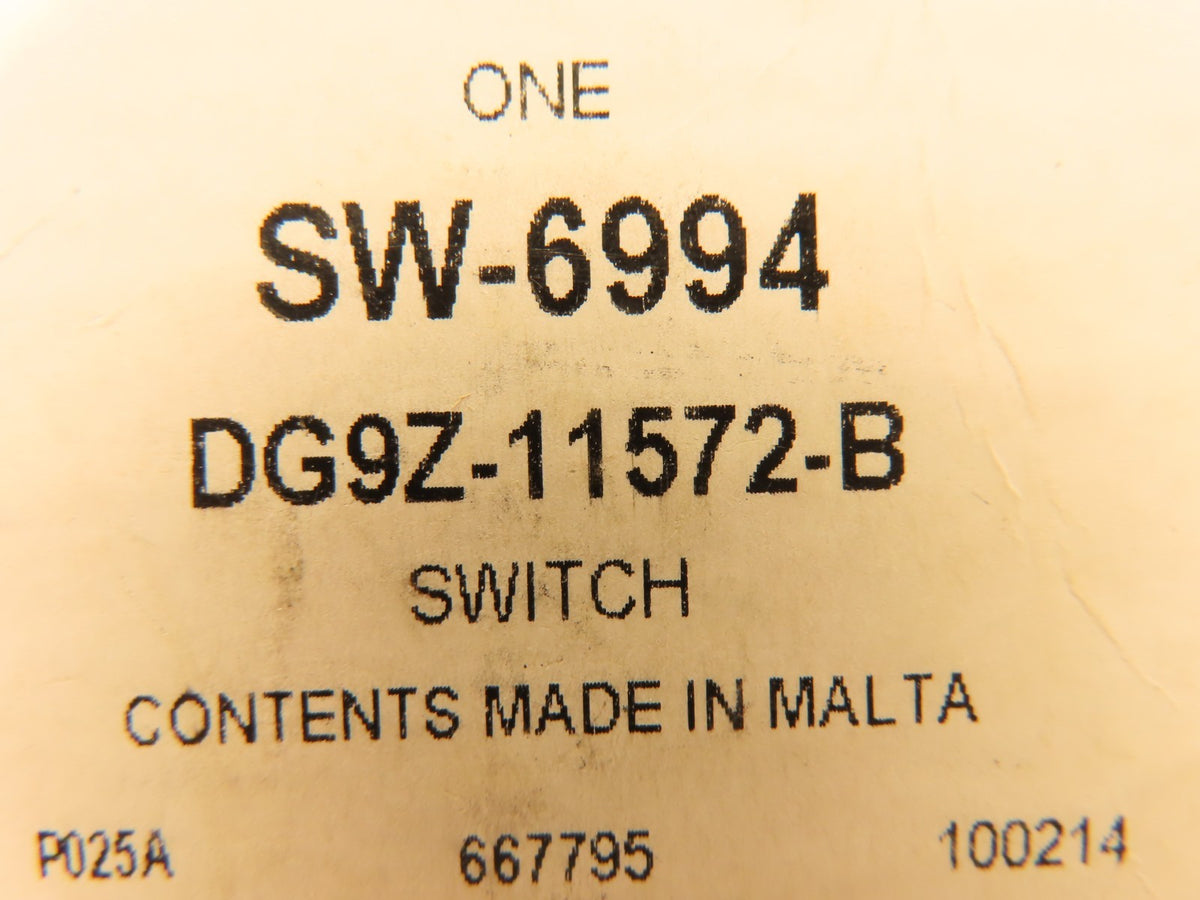 ONE
SW-6994
DG9Z-11572-B
SWITCH
CONTENTS MADE IN MALTA
P025A 667795 100214